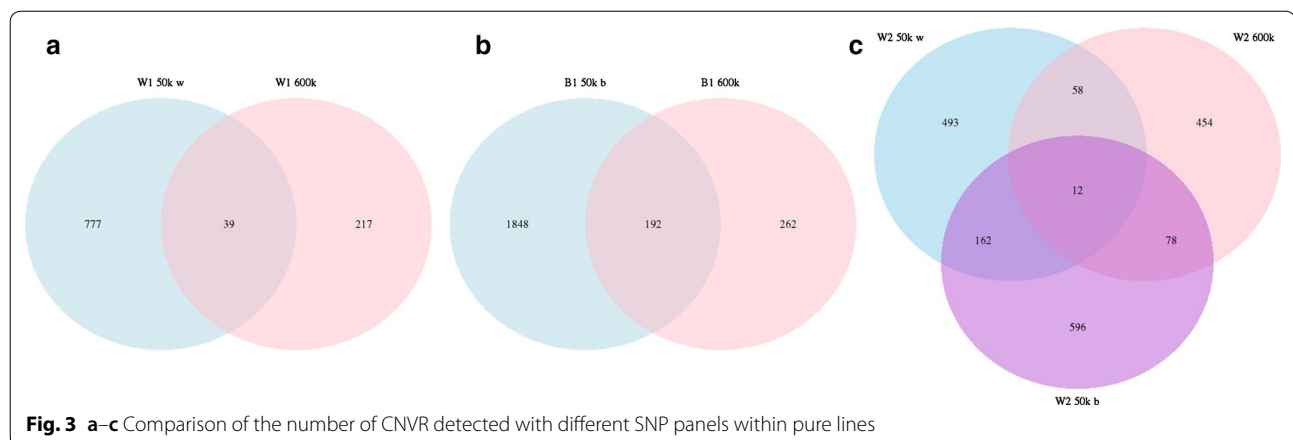 a
W1 50k w
W1 600k
777
39
217
b
B1 50k b
B1 600k
1848
192
262
c
W2 50k w
W2 600k
58
493
454
12
162
78
596
W2 50k b
Fig. 3 a–c Comparison of the number of CNVR detected with different SNP panels within pure lines